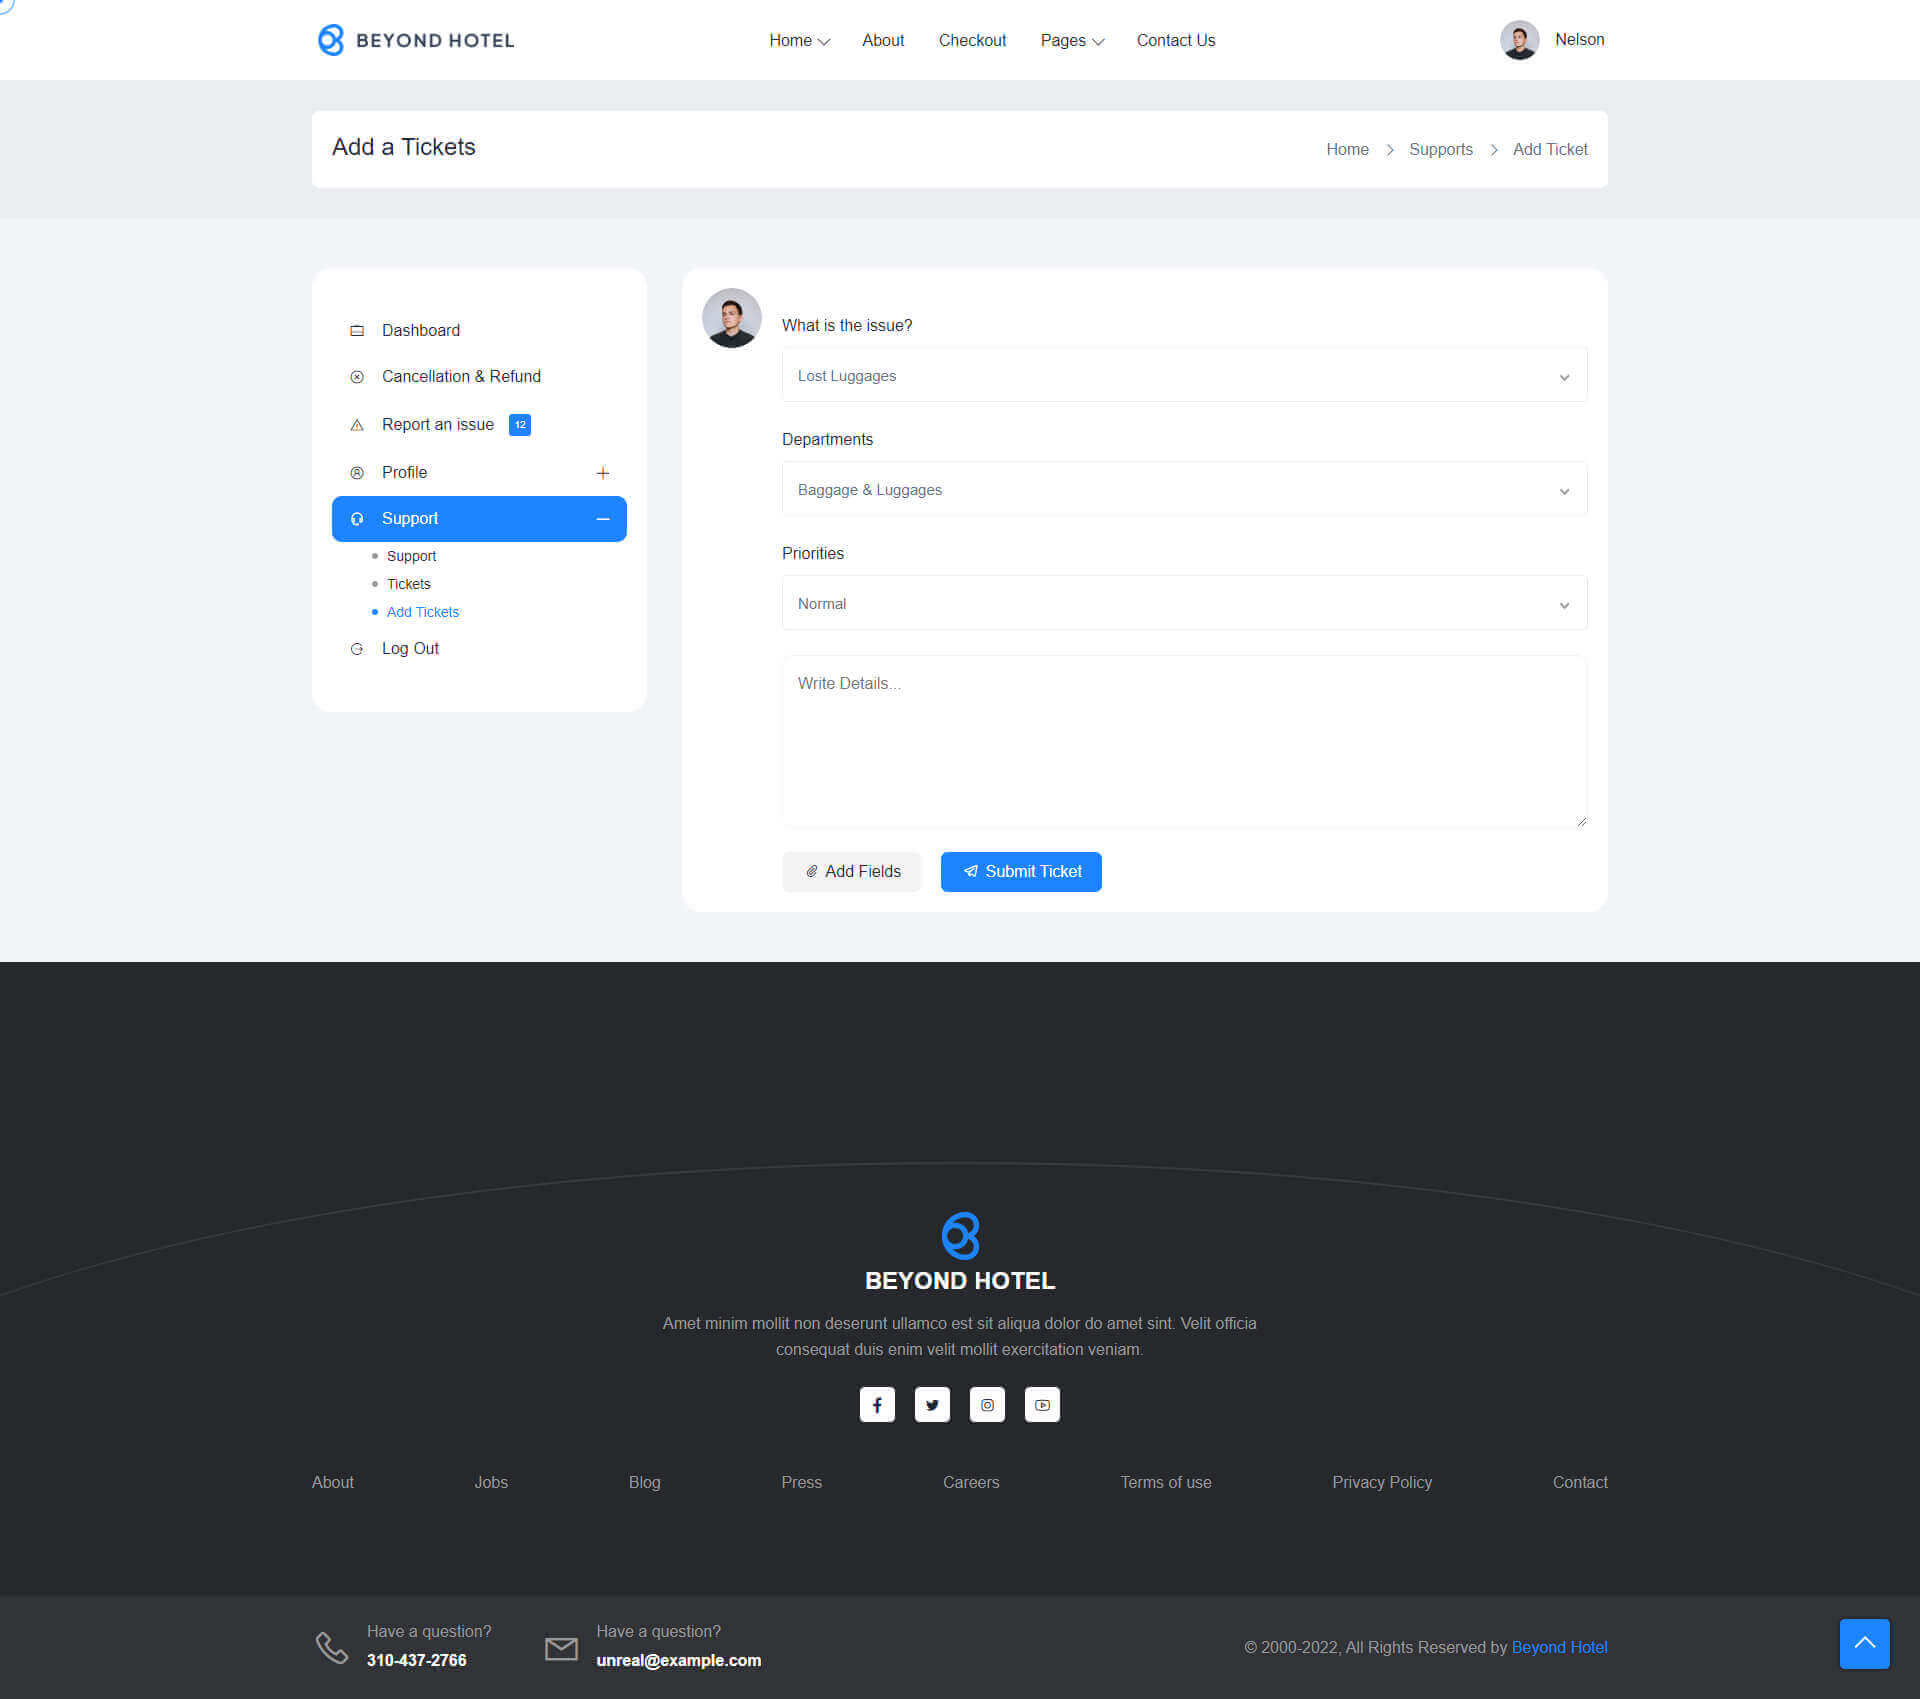 BEYOND HOTEL
Home
About
Checkout
Pages
Contact Us
Nelson
Add a Tickets
Home
Supports
Add Ticket
Dashboard
Cancellation & Refund
Report an issue 12
Profile
Support
Support
Tickets
Add Tickets
Log Out
What is the issue?
Lost Luggages
Departments
Baggage & Luggages
Priorities
Normal
Write Details...
Add Fields
Submit Ticket
BEYOND HOTEL
Amet minim mollit non deserunt ullamco est sit aliqua dolor do amet sint. Velit officia
consequat duis enim velit mollit exercitation veniam.
About
Jobs
Blog
Press
Careers
Terms of use
Privacy Policy
Contact
Have a question?
310-437-2766
Have a question?
unreal@example.com
© 2000-2022, All Rights Reserved by Beyond Hotel